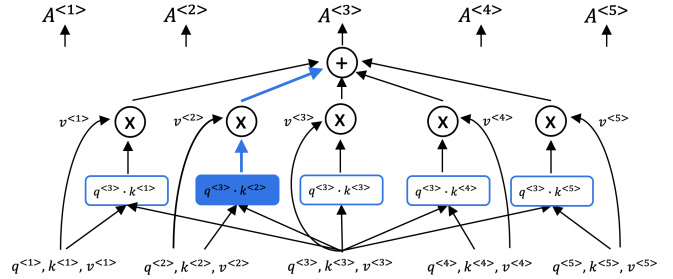 A<1> A<2> A<3> A<4> A<5>
+
v<1> X v<2> X v<3> X X v<4> X v<5>
q<3>·k<1> q<3>·k<2> q<3>·k<3> q<3>·k<4> q<3>·k<5>
q<1>, k<1>, v<1> q<2>, k<2>, v<2> q<3>, k<3>, v<3> q<4>, k<4>, v<4> q<5>, k<5>, v<5>